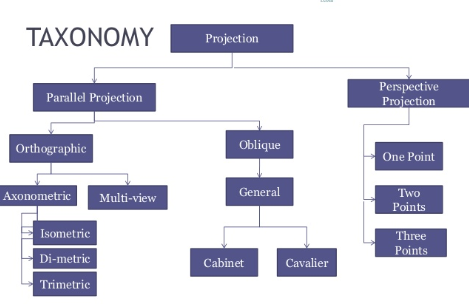 TAXONOMY
Projection
Parallel Projection
Perspective
Projection
Orthographic
Oblique
One Point
Axonometric
Multi-view
General
Two
Points
Isometric
Three
Points
Di-metric
Cabinet
Cavalier
Trimetric